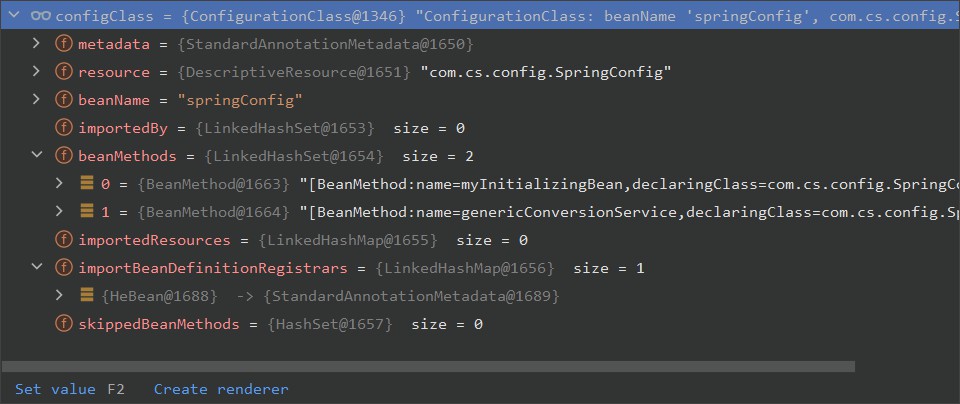 configClass = {ConfigurationClass@1346} "ConfigurationClass: beanName 'springConfig', com.cs.config.S
f metadata = {StandardAnnotationMetadata@1650}
f resource = {DescriptiveResource@1651} "com.cs.config.SpringConfig"
f beanName = "springConfig"
f importedBy = {LinkedHashSet@1653} size = 0
f beanMethods = {LinkedHashSet@1654} size = 2
0 = {BeanMethod@1663} "[BeanMethod:name=myInitializingBean,declaringClass=com.cs.config.SpringCo
1 = {BeanMethod@1664} "[BeanMethod:name=genericConversionService,declaringClass=com.cs.config.Sp
f importedResources = {LinkedHashMap@1655} size = 0
f importBeanDefinitionRegistrars = {LinkedHashMap@1656} size = 1
{HeBean@1688} -> {StandardAnnotationMetadata@1689}
f skippedBeanMethods = {HashSet@1657} size = 0
Set value F2 Create renderer